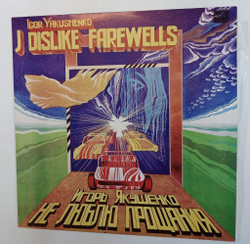 Igor Yakushenko
J DISLIKE FAREWELLS
Игорь Якушенко
НЕ ЛЮБЛЮ ПРОЩАНИЯ